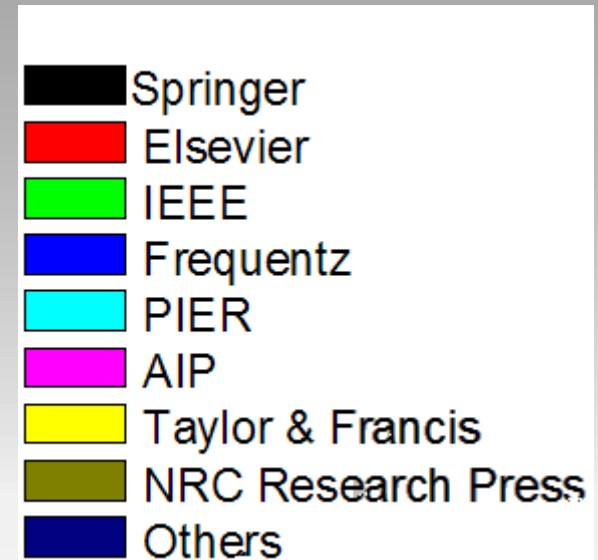 Springer
Elsevier
IEEE
Frequentz
PIER
AIP
Taylor & Francis
NRC Research Press
Others